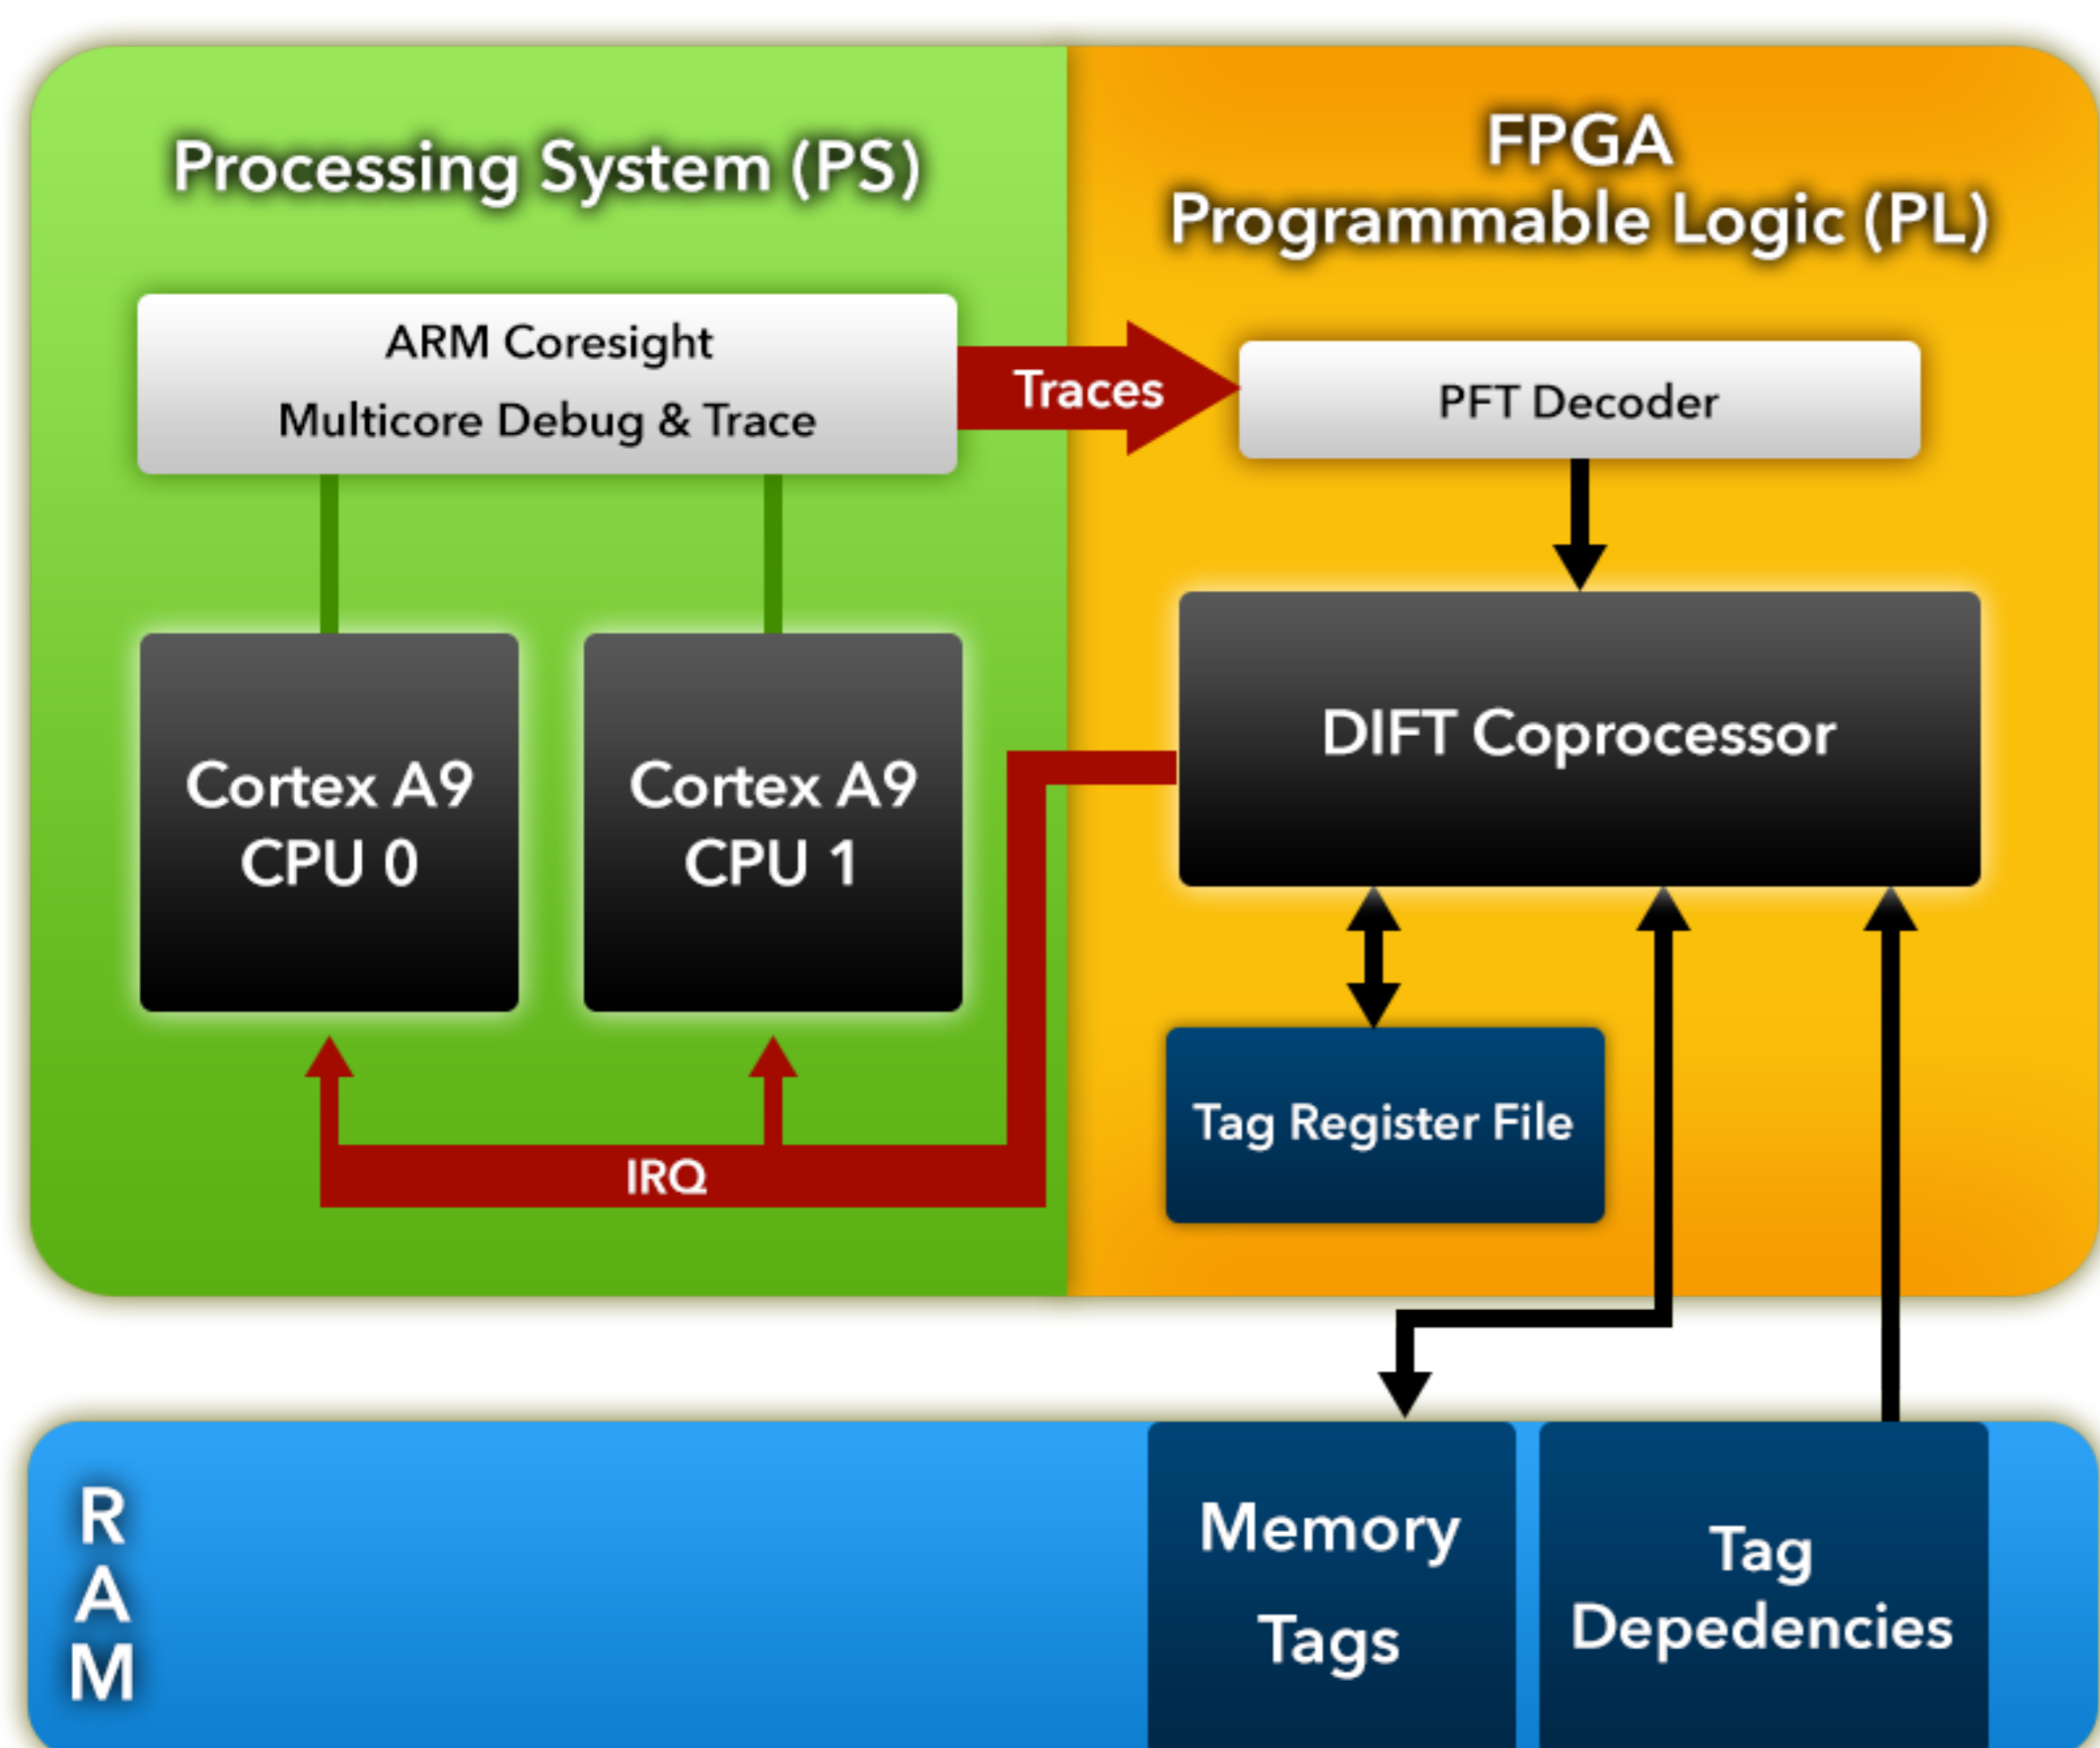 Processing System (PS)
FPGA
Programmable Logic (PL)
ARM Coresight
Multicore Debug & Trace
Traces
PFT Decoder
Cortex A9
CPU 0
Cortex A9
CPU 1
DIFT Coprocessor
Tag Register File
IRQ
R
A
M
Memory
Tags
Tag
Depedencies